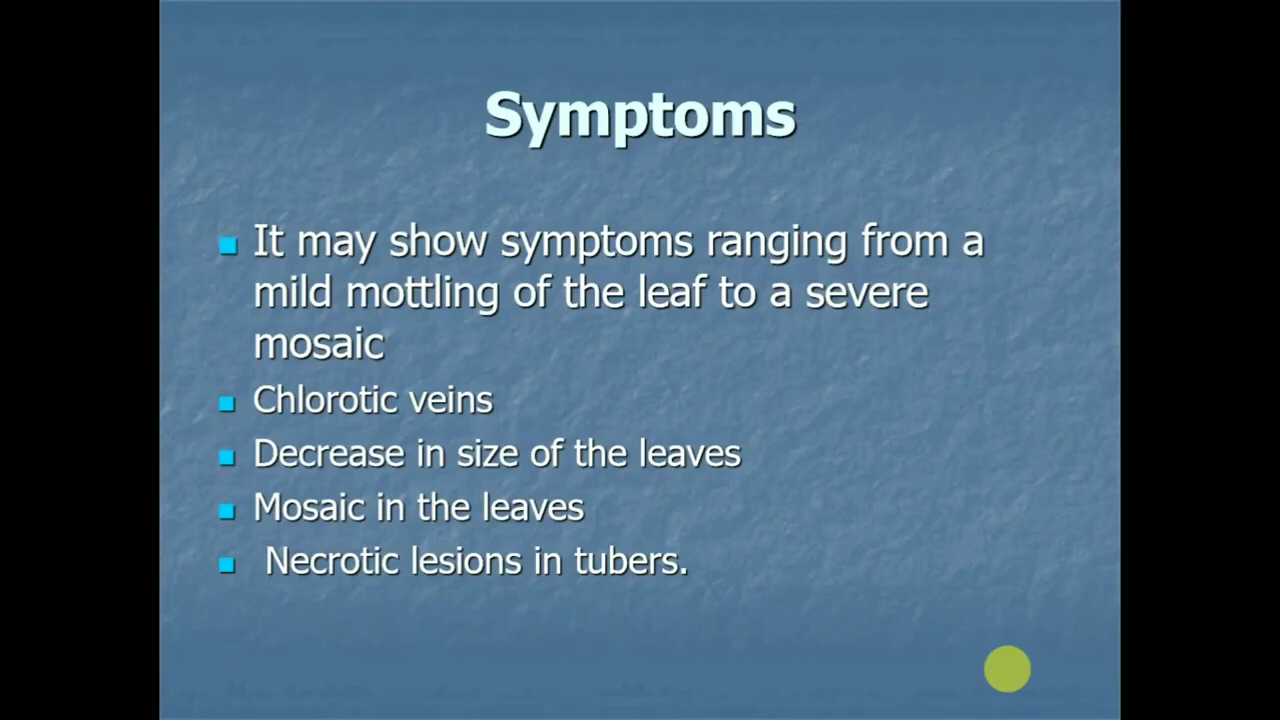 Symptoms
It may show symptoms ranging from a
mild mottling of the leaf to a severe
mosaic
Chlorotic veins
Decrease in size of the leaves
Mosaic in the leaves
Necrotic lesions in tubers.